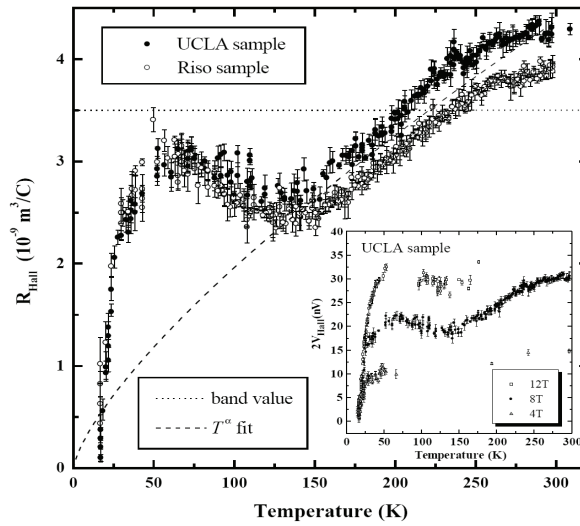 4
3
2
1
0
R_Hall (10^-9 m^3/C)
UCLA sample
Riso sample
band value
T^α fit
0 50 100 150 200 250 300
Temperature (K)
UCLA sample
40
35
30
25
20
15
10
5
0
2V_Hall(nV)
12T
8T
4T
0 50 100 150 200 250 300
Temperature (K)